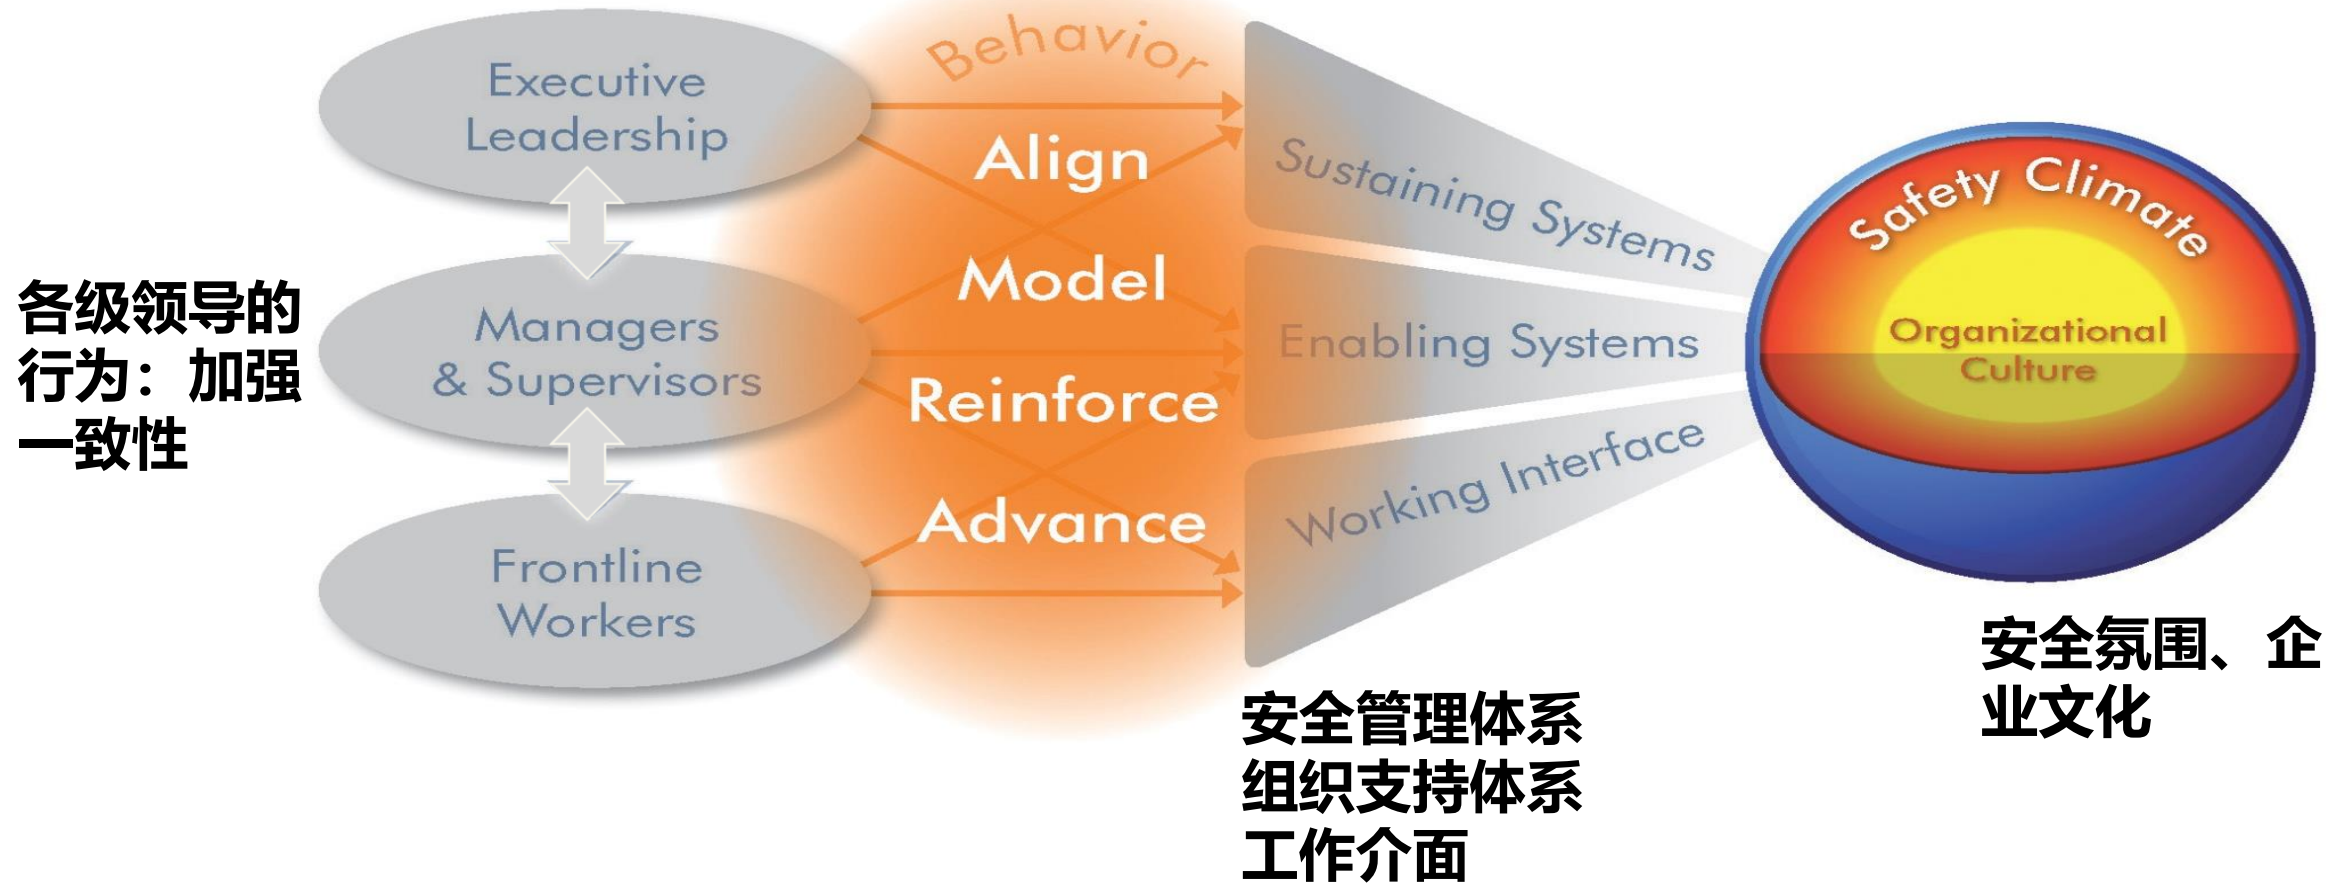 各级领导的
行为：加强
一致性
Executive
Leadership
Managers
& Supervisors
Frontline
Workers
Behavior
Align
Model
Reinforce
Advance
Sustaining Systems
Enabling Systems
Working Interface
安全管理体系
组织支持体系
工作介面
Safety Climate
Organizational
Culture
安全氛围、企
业文化